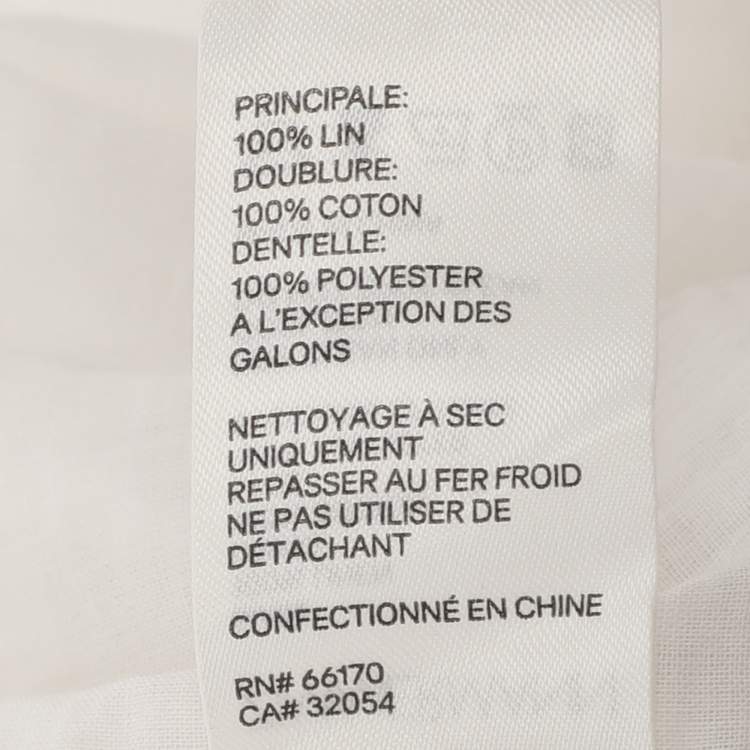 PRINCIPALE:
100% LIN
DOUBLURE:
100% COTON
DENTELLE:
100% POLYESTER
A L'EXCEPTION DES
GALONS
NETTOYAGE À SEC
UNIQUEMENT
REPASSER AU FER FROID
NE PAS UTILISER DE
DÉTACHANT
CONFECTIONNÉ EN CHINE
RN# 66170
CA# 32054